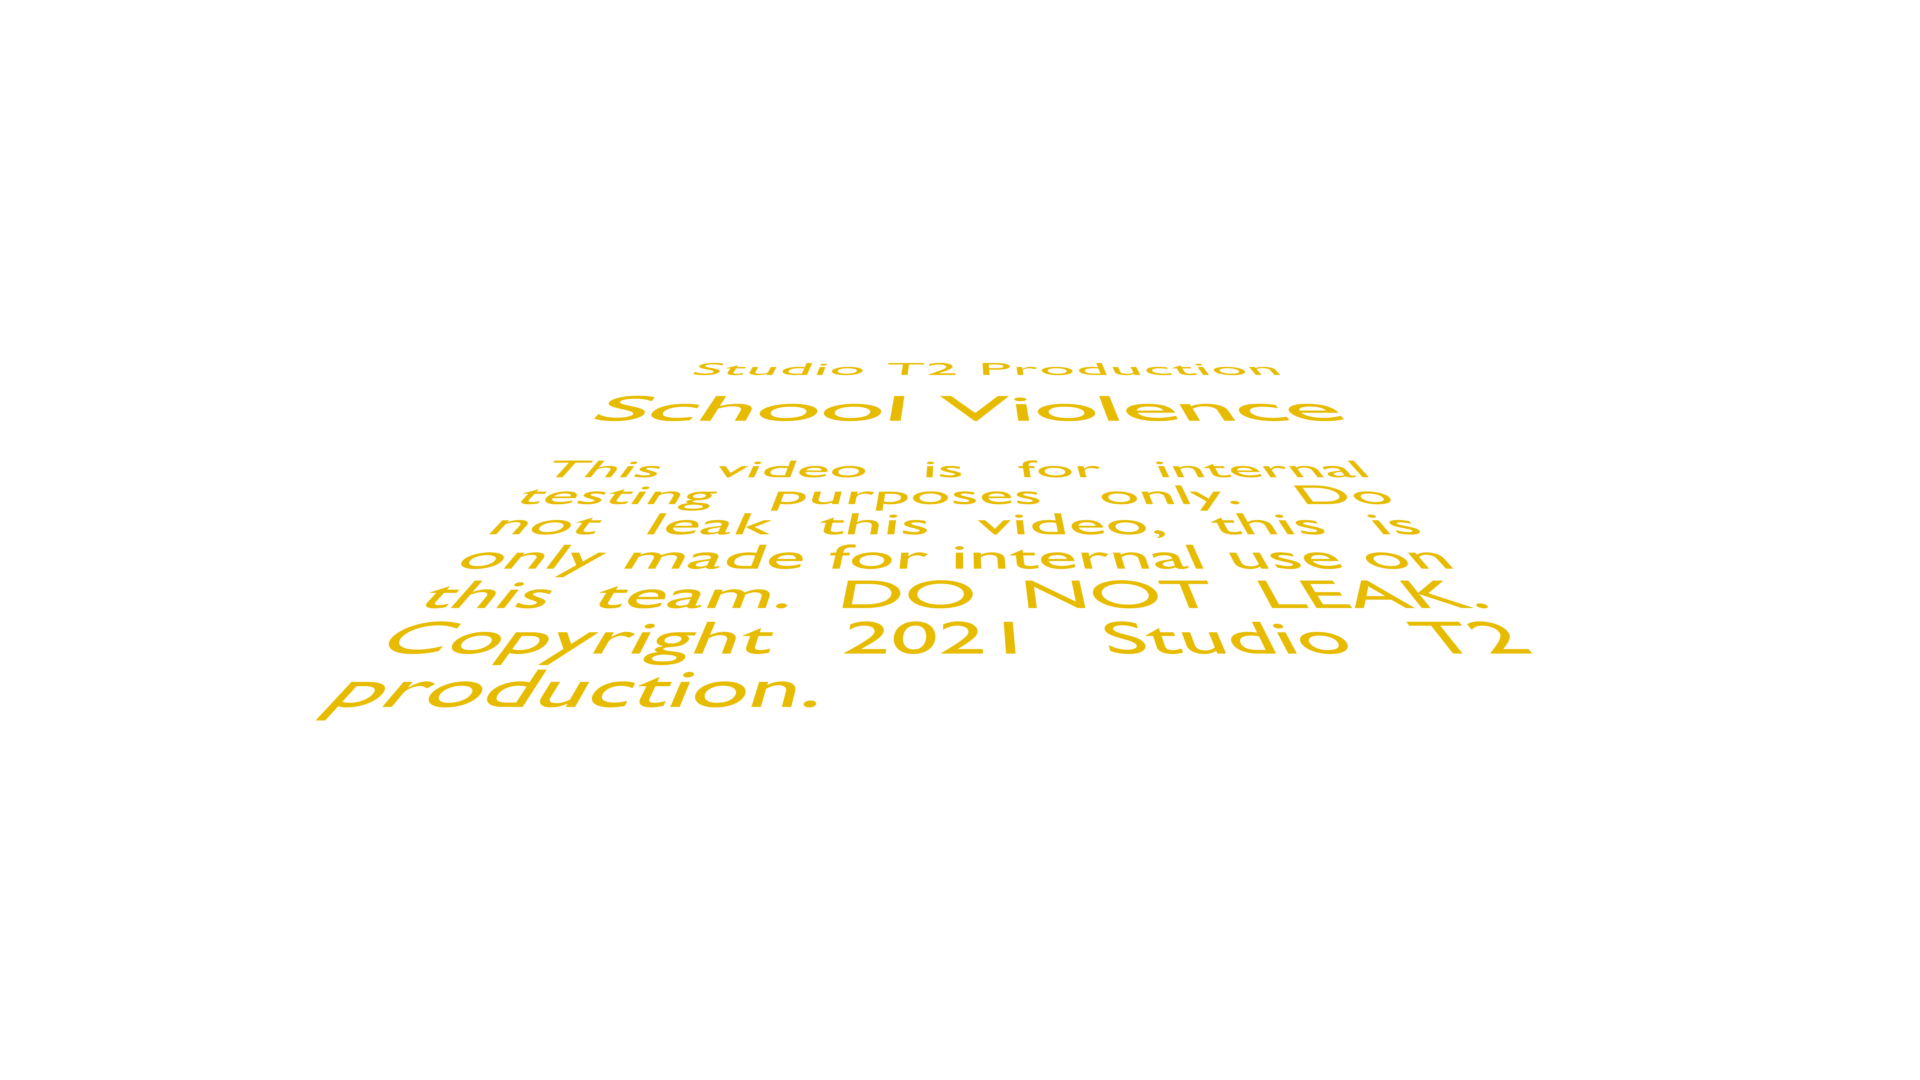 Studio T2 Production
School Violence
This video is for internal
testing purposes only. Do
not leak this video, this is
only made for internal use on
this team. DO NOT LEAK.
Copyright 2021 Studio T2
production.